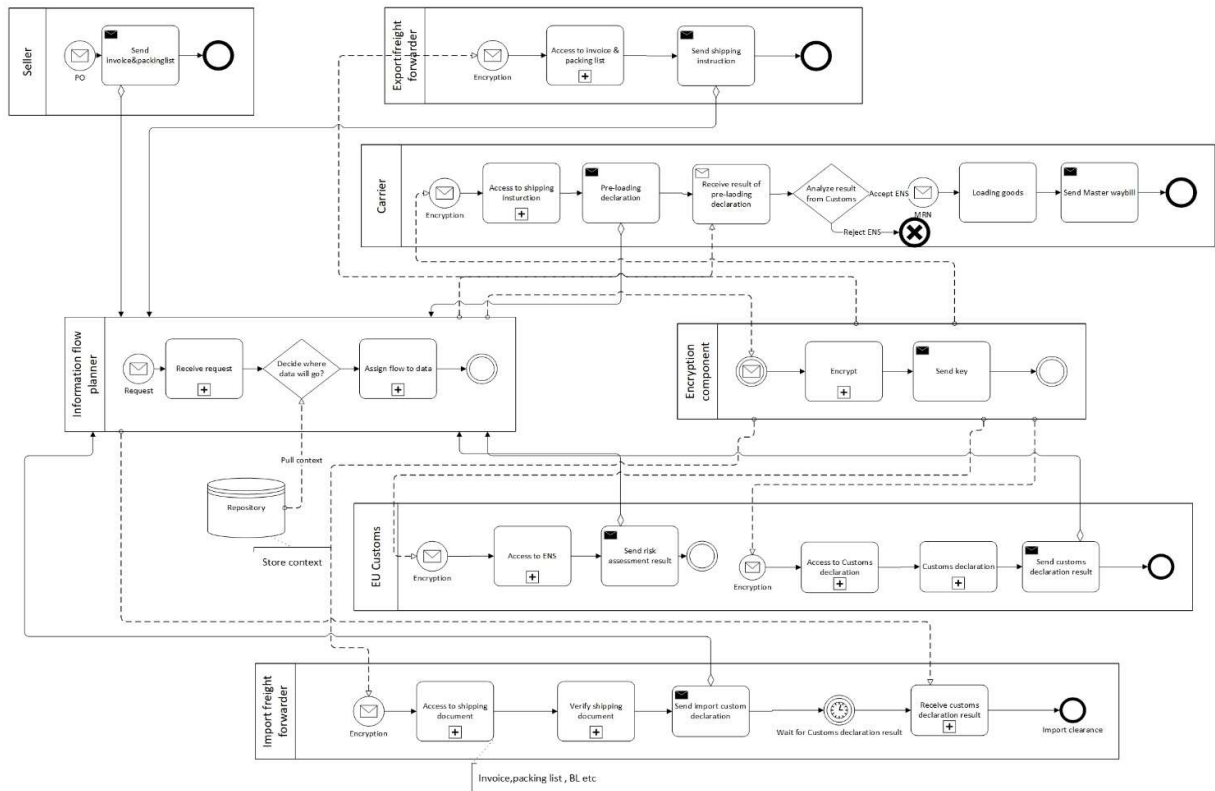 Seller
PO
Send
invoice&packinglist
Export freight
forwarder
Encryption
Access to invoice &
packing list
Send shipping
instruction
Carrier
Encryption
Access to shipping
insturction
Pre-loading
declaration
Receive result of
pre-loading
declaration
Analyze result
from Customs
Accept ENS
MRN
Reject ENS
Loading goods
Send Master waybill
Information flow
planner
Request
Receive request
Decide where
data will go?
Assign flow to data
Encryption
component
Encrypt
Send key
Pull context
Repository
Store context
EU Customs
Encryption
Access to ENS
Send risk
assessment result
Encryption
Access to Customs
declaration
Customs declaration
Send customs
declaration result
Import freight
forwarder
Encryption
Access to shipping
document
Verify shipping
document
Send import custom
declaration
Wait for Customs declaration result
Receive customs
declaration result
Import clearance
Invoice,packing list , BL etc